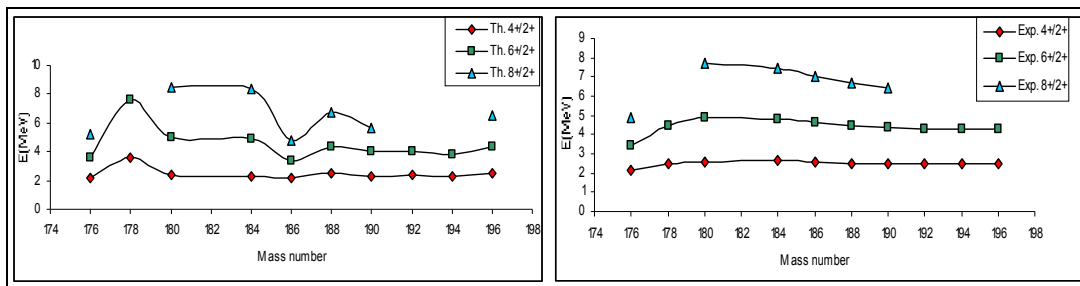 Th. 4+/2+
Th. 6+/2+
Th. 8+/2+
10
8
6
4
2
0
E[MeV]
174 176 178 180 182 184 186 188 190 192 194 196 198
Mass number
Exp. 4+/2+
Exp. 6+/2+
Exp. 8+/2+
9
8
7
6
5
4
3
2
1
0
E[MeV]
174 176 178 180 182 184 186 188 190 192 194 196 198
Mass number